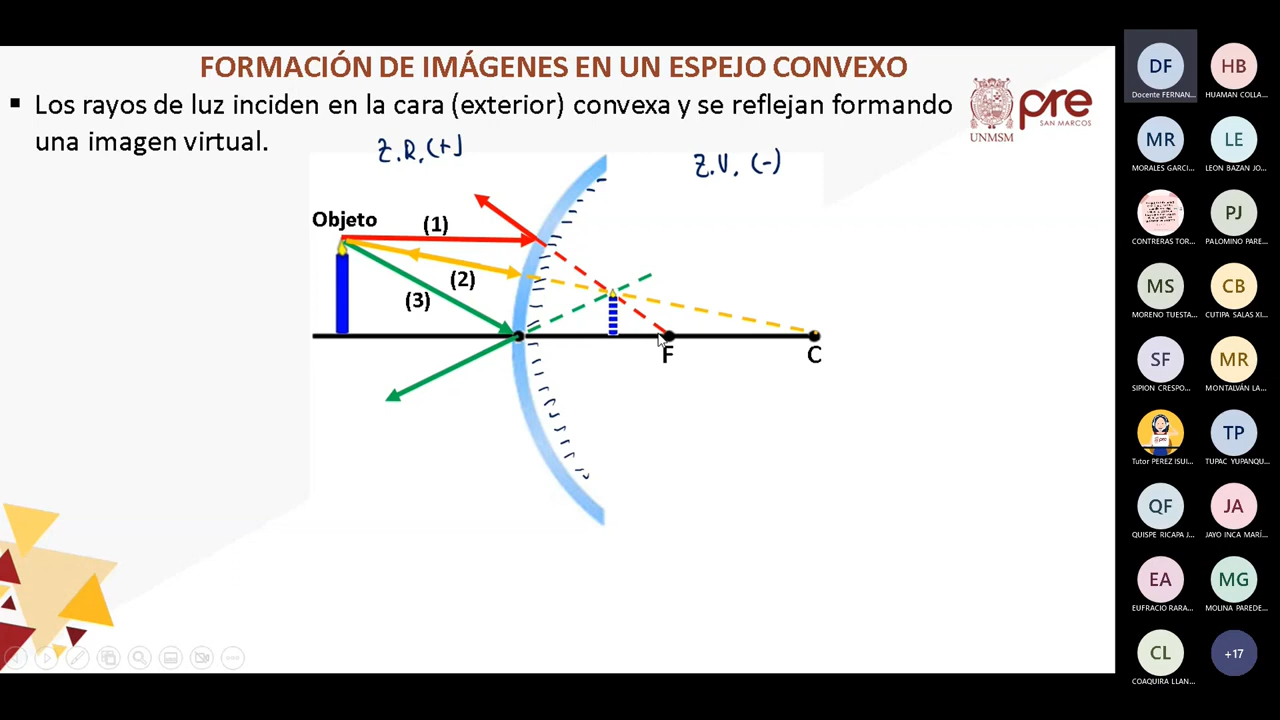 FORMACIÓN DE IMÁGENES EN UN ESPEJO CONVEXO
Los rayos de luz inciden en la cara (exterior) convexa y se reflejan formando
una imagen virtual.
UNMSM
pre
SAN MARCOS
Z.R. (+)
Z.V. (-)
Objeto
(1)
(2)
(3)
F
C
DF
Docente FERNAN...
HB
HUAMAN COLLA...
MR
MORALES GARCI...
LE
LEON BAZAN JO...
CONTRERAS TOR...
PJ
PALOMINO PARE...
MS
MORENO TUESTA...
CB
CUTIPA SALAS XI...
SF
SIPION CRESPO...
MR
MONTALVÁN LA...
Tutor PEREZ ISUI...
TP
TUPAC YUPANQU...
QF
QUISPE RICAPA J...
JA
JAYO INCA MARÍ...
EA
EUFRACIO RARA...
MG
MOLINA PAREDE...
CL
COAQUIRA LLAN...
+17